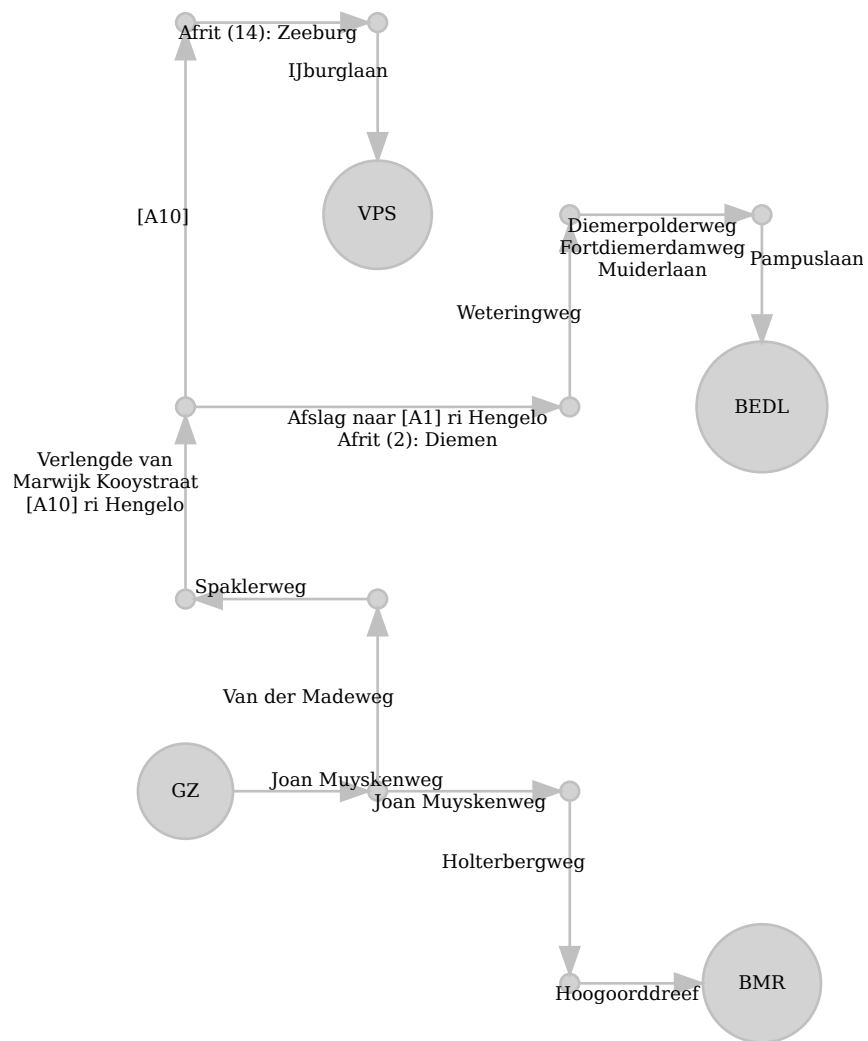 Afrit (14): Zeeburg
IJburglaan
[A10]
VPS
Diemerpolderweg
Fortdiemerdamweg
Muiderlaan
Pampuslaan
Weteringweg
BEDL
Afslag naar [A1] ri Hengelo
Afrit (2): Diemen
Verlengde van
Marwijk Kooystraat
[A10] ri Hengelo
Spaklerweg
Van der Madeweg
GZ
Joan Muyskenweg
Joan Muyskenweg
Holterbergweg
Hoogoorddreef
BMR